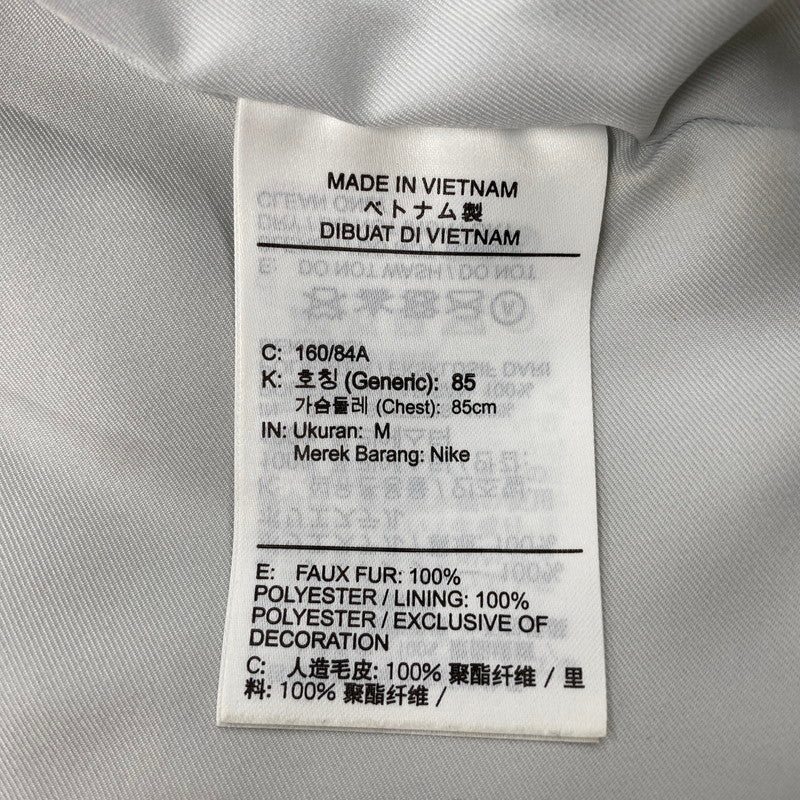 MADE IN VIETNAM
ベトナム製
DIBUAT DI VIETNAM
C: 160/84A
K: 호칭 (Generic): 85
가슴둘레 (Chest): 85cm
IN: Ukuran: M
Merek Barang: Nike
E: FAUX FUR: 100%
POLYESTER / LINING: 100%
POLYESTER / EXCLUSIVE OF
DECORATION
C: 人造毛皮: 100% 聚酯纤维 / 里
料: 100% 聚酯纤维 /